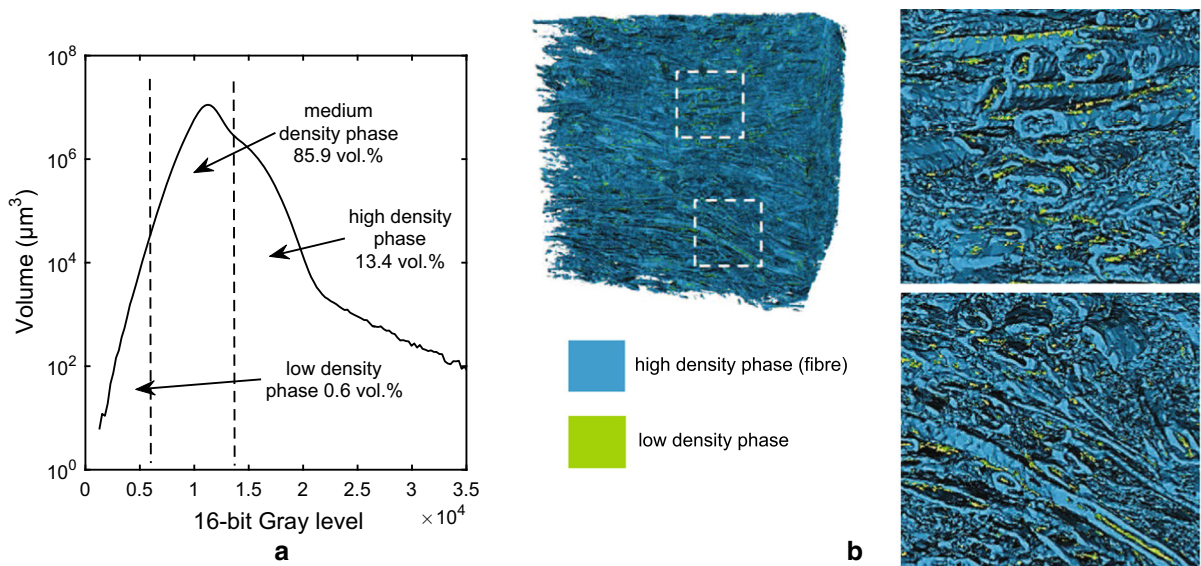 10^8
10^6
10^4
10^2
10^0
Volume (μm^3)
medium
density phase
85.9 vol.%
high density
phase
13.4 vol.%
low density
phase 0.6 vol.%
0
0.5
1
1.5
2
2.5
3
3.5
×10^4
16-bit Gray level
a
high density phase (fibre)
low density phase
b